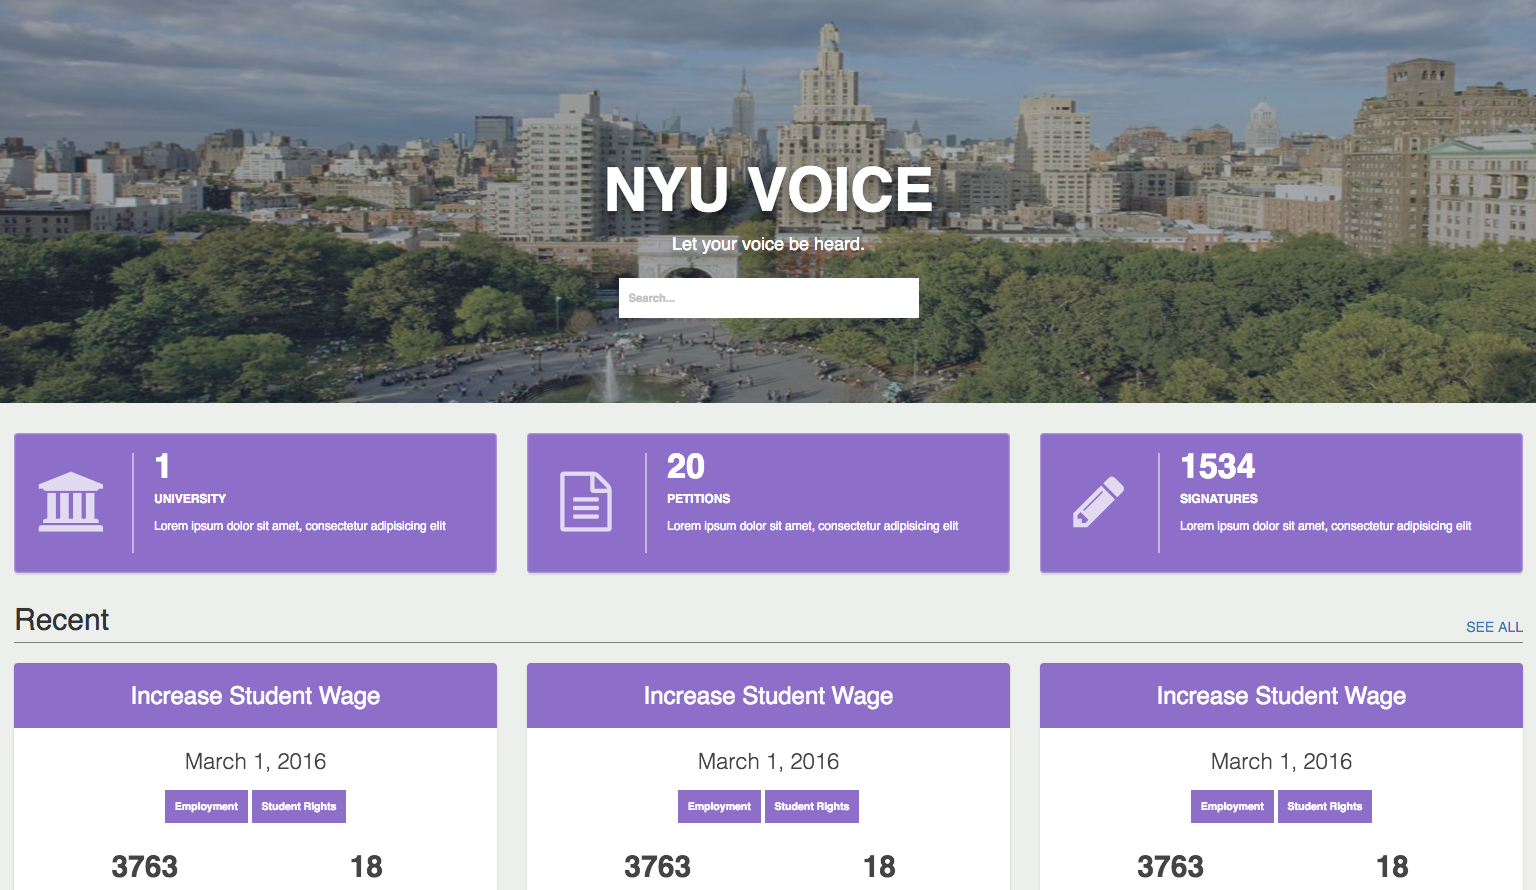 NYU VOICE
Let your voice be heard.
Search...
1
UNIVERSITY
Lorem ipsum dolor sit amet, consectetur adipisicing elit
20
PETITIONS
Lorem ipsum dolor sit amet, consectetur adipisicing elit
1534
SIGNATURES
Lorem ipsum dolor sit amet, consectetur adipisicing elit
Recent
SEE ALL
Increase Student Wage
March 1, 2016
Employment Student Rights
3763 18
Increase Student Wage
March 1, 2016
Employment Student Rights
3763 18
Increase Student Wage
March 1, 2016
Employment Student Rights
3763 18